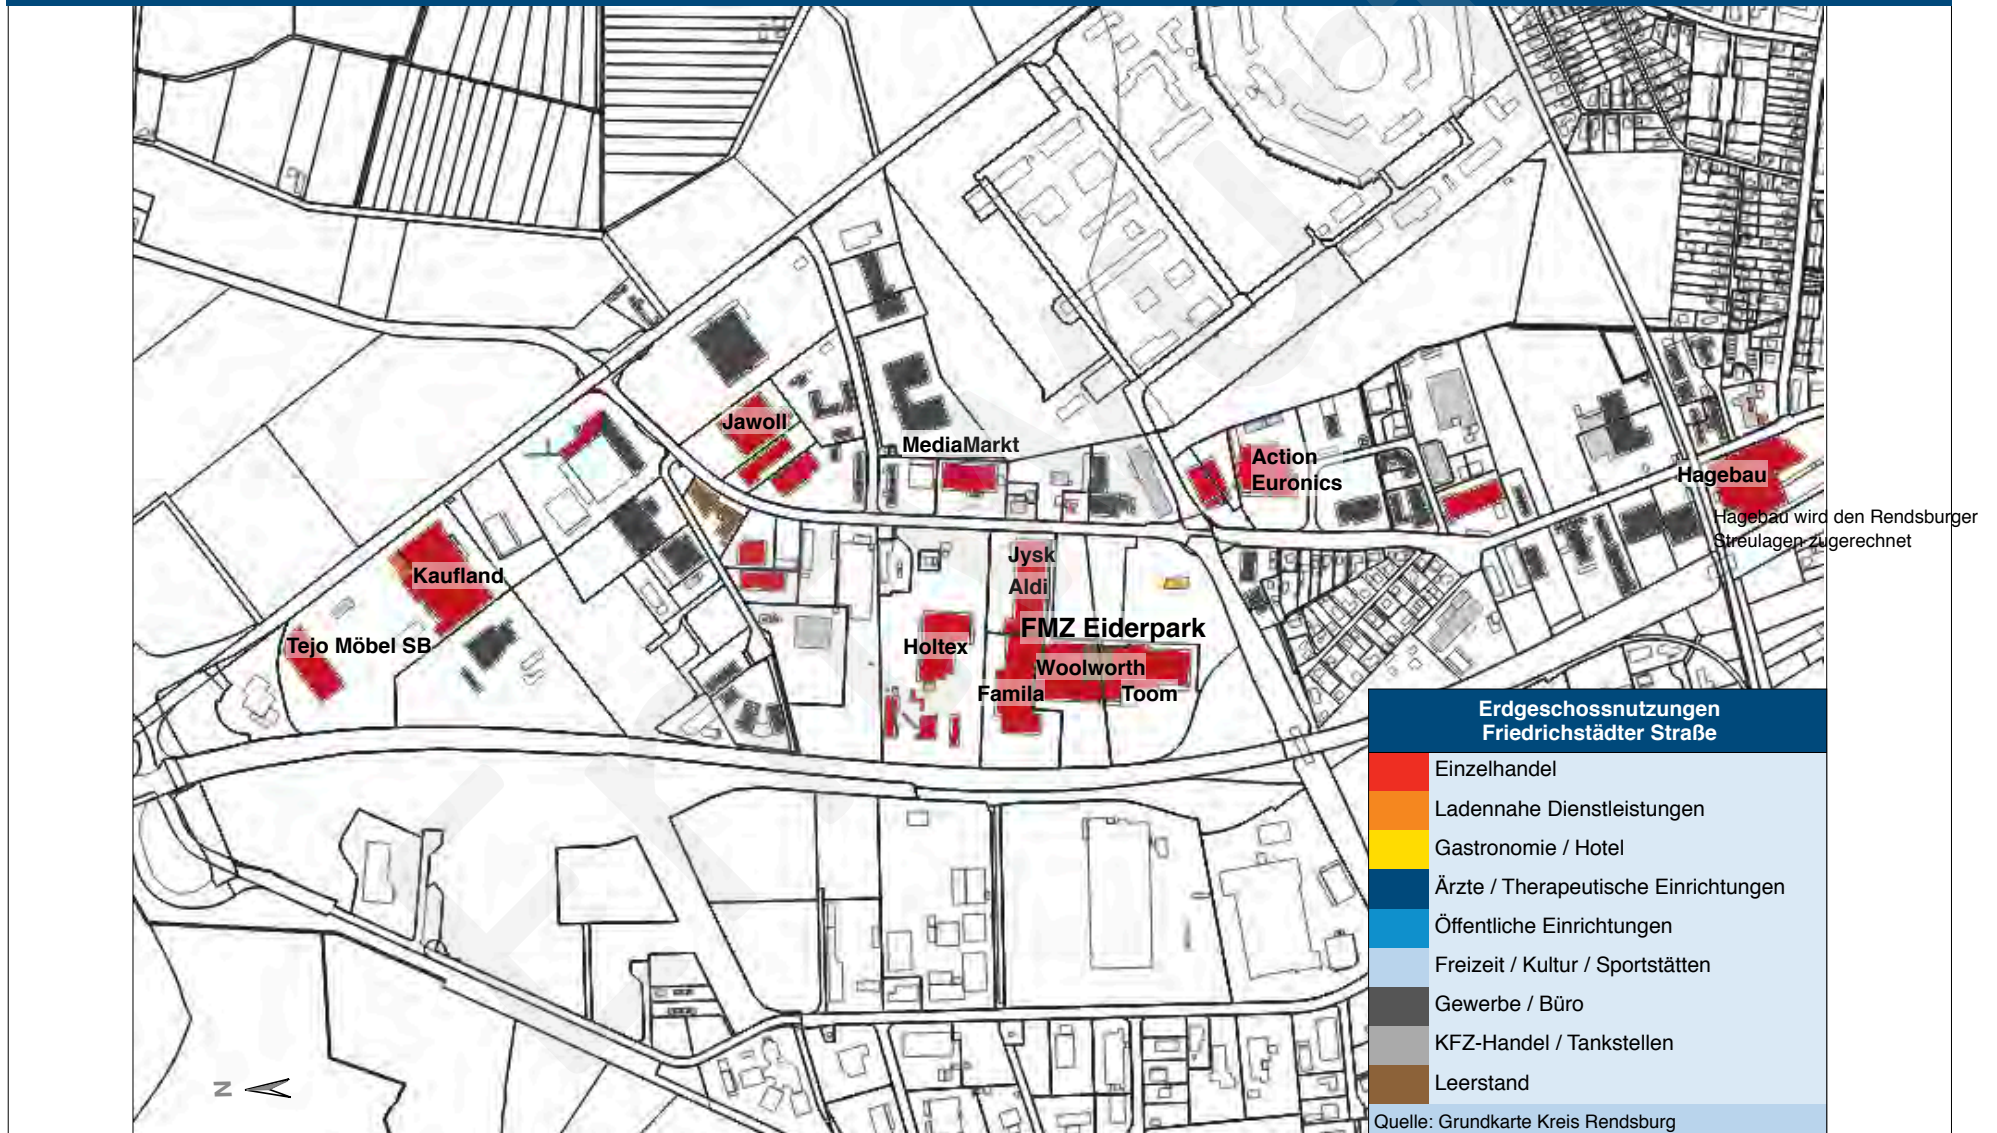 Jawoll
MediaMarkt
Action
Euronics
Hagebau
Hagebau wird den Rendsburger
Streulagen zugerechnet
Kaufland
Tejo Möbel SB
Jysk
Aldi
FMZ Eiderpark
Holtex
Woolworth
Famila
Toom
Erdgeschossnutzungen
Friedrichstädter Straße
Einzelhandel
Ladennahe Dienstleistungen
Gastronomie / Hotel
Ärzte / Therapeutische Einrichtungen
Öffentliche Einrichtungen
Freizeit / Kultur / Sportstätten
Gewerbe / Büro
KFZ-Handel / Tankstellen
Leerstand
Quelle: Grundkarte Kreis Rendsburg
N